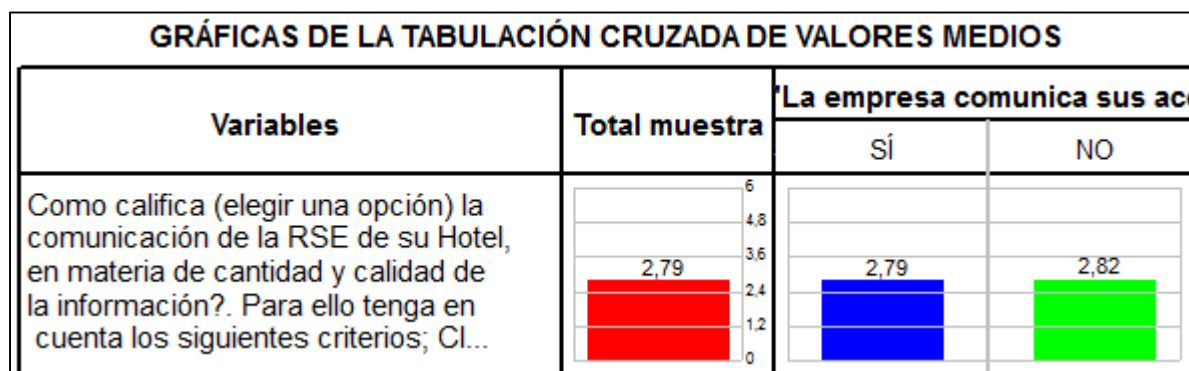 GRÁFICAS DE LA TABULACIÓN CRUZADA DE VALORES MEDIOS
Variables
Total muestra
"La empresa comunica sus acc
SÍ
NO
Como califica (elegir una opción) la
comunicación de la RSE de su Hotel,
en materia de cantidad y calidad de
la información?. Para ello tenga en
cuenta los siguientes criterios; Cl...
6
4,8
3,6
2,4
1,2
0
2,79
2,79
2,82